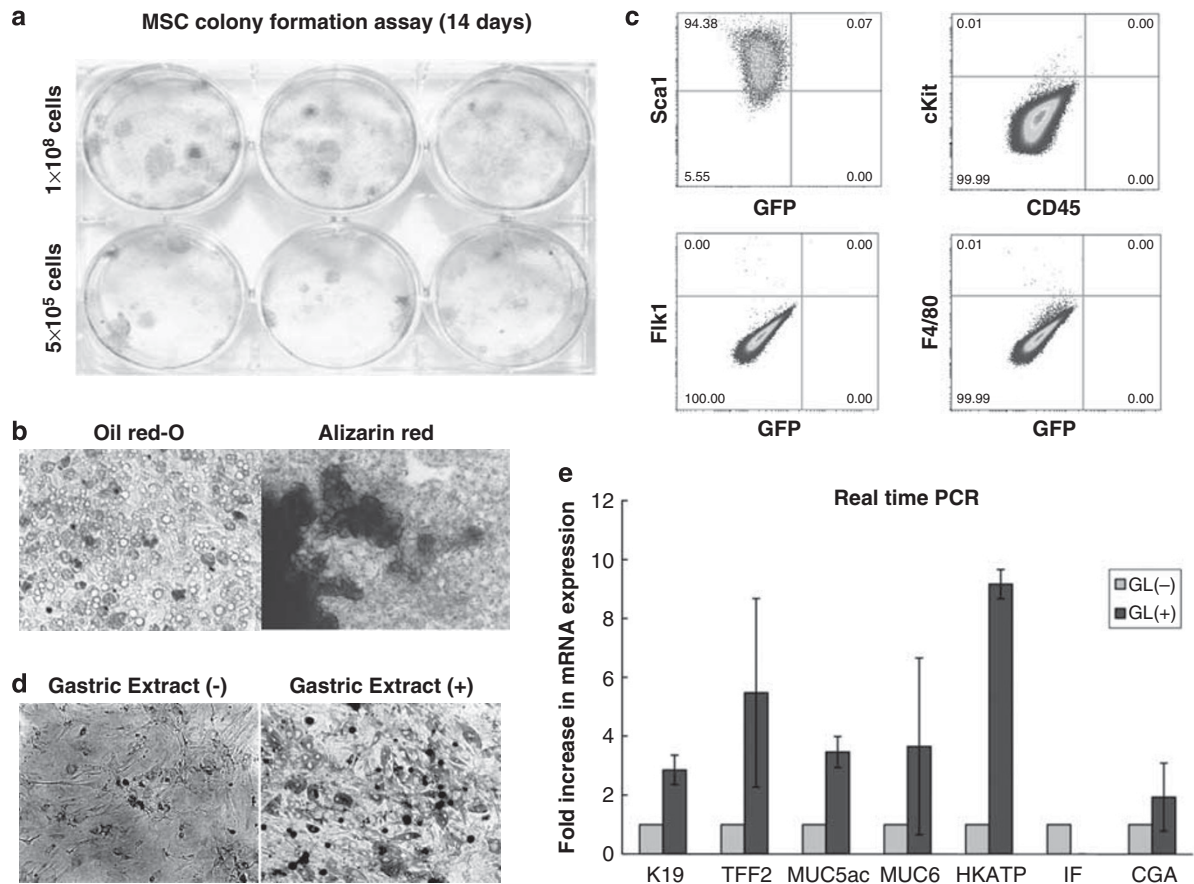 a
MSC colony formation assay (14 days)
1×10⁸ cells
5×10⁵ cells
b
Oil red-O
Alizarin red
c
94.38
0.07
Sca1
5.55
0.00
GFP
0.01
0.00
cKit
99.99
0.00
CD45
0.00
0.00
Flk1
100.00
0.00
GFP
0.01
0.00
F4/80
99.99
0.00
GFP
d
Gastric Extract (-)
Gastric Extract (+)
e
Real time PCR
Fold increase in mRNA expression
12
10
8
6
4
2
0
GL(–)
GL(+)
K19
TFF2
MUC5ac
MUC6
HKATP
IF
CGA